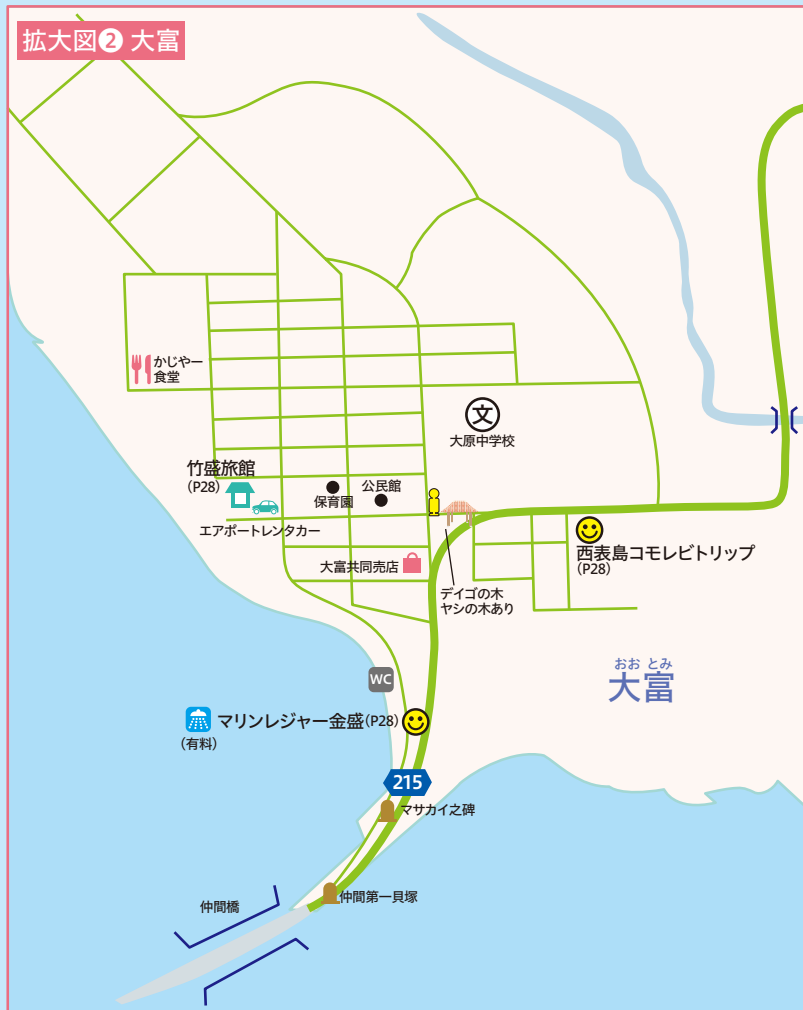 拡大図❷ 大富
かじやー
食堂
文
大原中学校
竹盛旅館
(P28)
保育園
公民館
エアポートレンタカー
大富共同売店
西表島コモレビトリップ
(P28)
デイゴの木
ヤシの木あり
おお とみ
大富
WC
マリンレジャー金盛(P28)
(有料)
215
マサカイ之碑
仲間第一貝塚
仲間橋